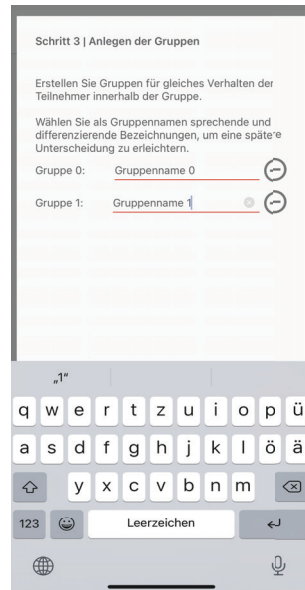 Schritt 3 | Anlegen der Gruppen
Erstellen Sie Gruppen für gleiches Verhalten der
Teilnehmer innerhalb der Gruppe.
Wählen Sie als Gruppennamen sprechende und
differenzierende Bezeichnungen, um eine späte e
Unterscheidung zu erleichtern.
Gruppe 0: Gruppenname 0
Gruppe 1: Gruppenname 1
„1“
q w e r t z u i o p ü
a s d f g h j k l ö ä
y x c v b n m
123 Leerzeichen